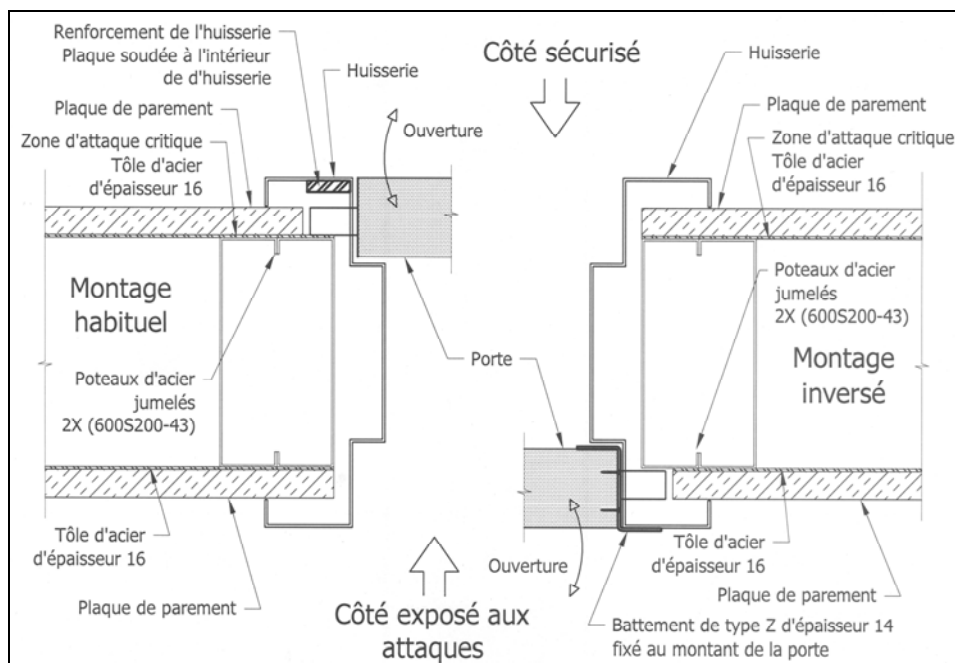 Renforcement de l'huisserie
Plaque soudée à l'intérieur
de d'huisserie
Huisserie
Plaque de parement
Zone d'attaque critique
Tôle d'acier
d'épaisseur 16
Ouverture
Côté sécurisé
Huisserie
Plaque de parement
Zone d'attaque critique
Tôle d'acier
d'épaisseur 16
Montage
habituel
Poteaux d'acier
jumelés
2X (600S200-43)
Porte
Poteaux d'acier
jumelés
2X (600S200-43)
Montage
inversé
Tôle d'acier
d'épaisseur 16
Plaque de parement
Côté exposé aux
attaques
Ouverture
Tôle d'acier
d'épaisseur 16
Plaque de parement
Battement de type Z d'épaisseur 14
fixé au montant de la porte